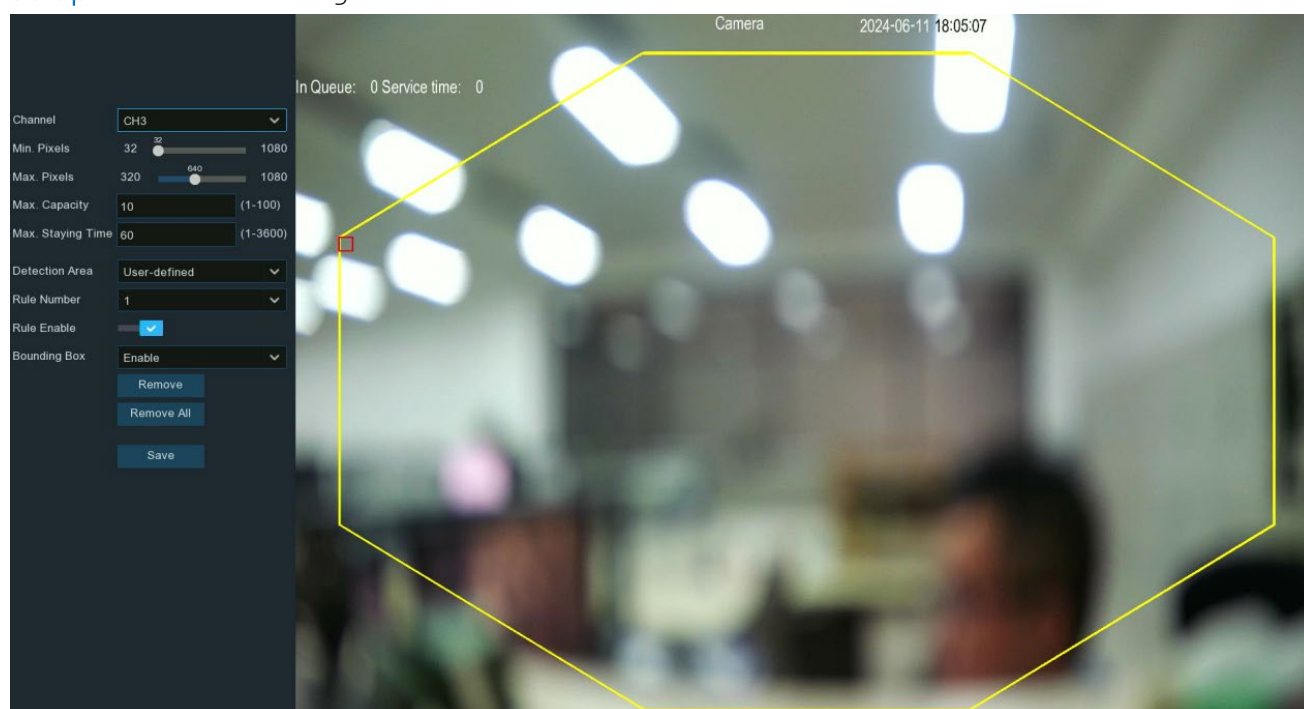 Camera 2024-06-11 18:05:07
In Queue: 0 Service time: 0
Channel CH3
Min. Pixels 32 32 1080
Max. Pixels 320 640 1080
Max. Capacity 10 (1-100)
Max. Staying Time 60 (1-3600)
Detection Area User-defined
Rule Number 1
Rule Enable
Bounding Box Enable
Remove
Remove All
Save